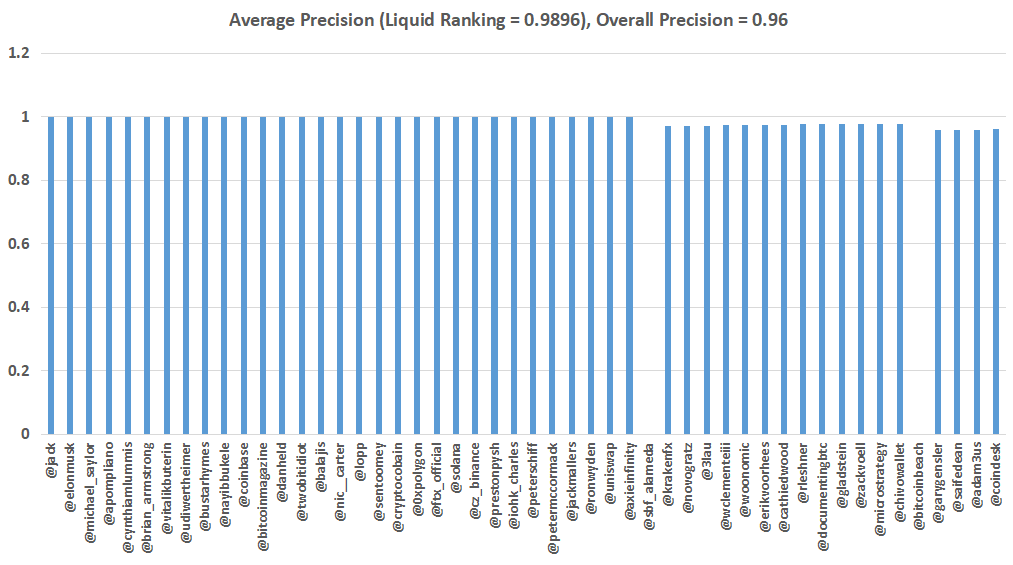 Average Precision (Liquid Ranking = 0.9896), Overall Precision = 0.96
1.2
1
0.8
0.6
0.4
0.2
0
@jack
@elonmusk
@michael_saylor
@apompliano
@cynthiamlummis
@brian_armstrong
@vitalikbuterin
@udiwertheimer
@bustarhymes
@nayibbukele
@coinbase
@bitcoinmagazine
@danheld
@twobitidiot
@balajis
@nic__carter
@lopp
@sentoooney
@cryptocobain
@0xpolygon
@ftx_official
@solana
@cz_binance
@prestonpysh
@iohk_charles
@peterschiff
@petermccormack
@jackmallers
@ronwyden
@uniswap
@axieinfinity
@sbf_alameda
@krakenfx
@novogratz
@3lau
@wclementeiii
@woonomic
@erikvoorhees
@cathiedwood
@rleshner
@documentingbtc
@gladstein
@zackvoell
@microstrategy
@chivowallet
@bitcoinbeach
@garygensler
@saifedean
@adam3us
@coindesk